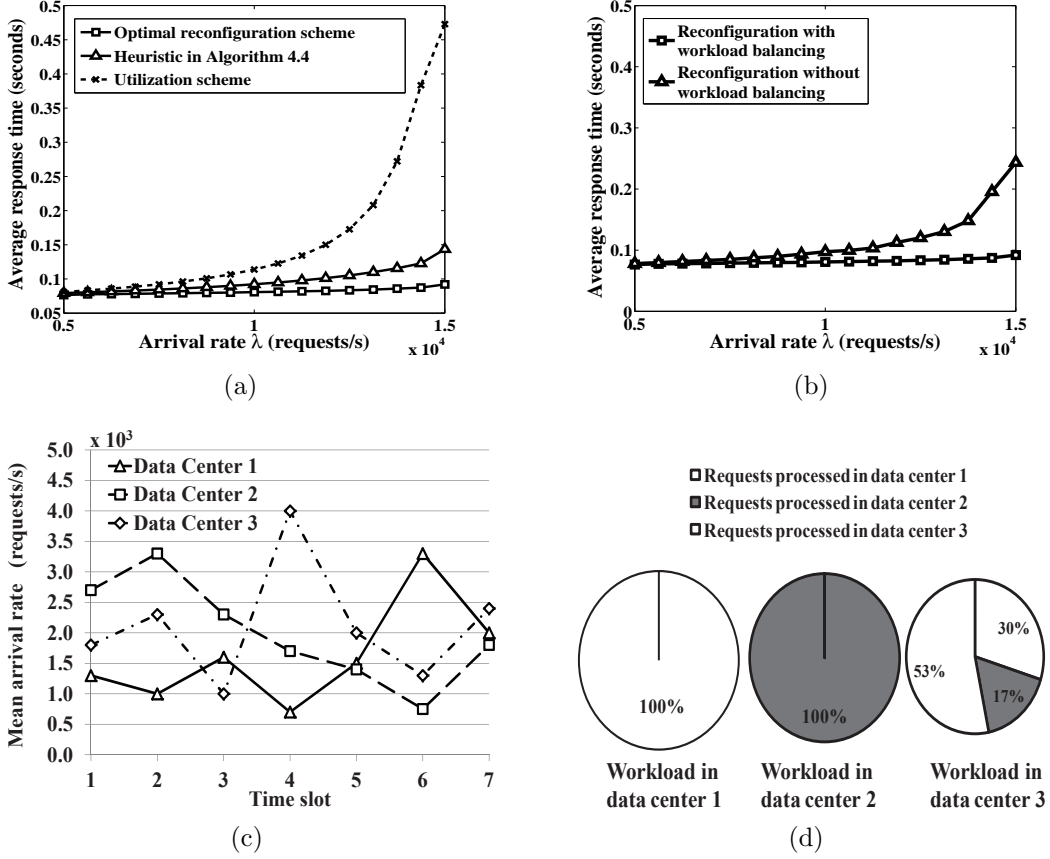 Average response time (seconds)
0.5
0.4
0.3
0.2
0.15
0.1
0.05
Optimal reconfiguration scheme
Heuristic in Algorithm 4.4
Utilization scheme
0.5
1
1.5
x 10⁴
Arrival rate λ (requests/s)
(a)
Average response time (seconds)
0.5
0.4
0.3
0.2
0.1
0
Reconfiguration with
workload balancing
Reconfiguration without
workload balancing
0.5
1
1.5
x 10⁴
Arrival rate λ (requests/s)
(b)
x 10³
Mean arrival rate (requests/s)
5.0
4.5
4.0
3.5
3.0
2.5
2.0
1.5
1.0
0.5
0.0
Data Center 1
Data Center 2
Data Center 3
1 2 3 4 5 6 7
Time slot
(c)
Requests processed in data center 1
Requests processed in data center 2
Requests processed in data center 3
100%
100%
30%
53%
17%
Workload in
data center 1
Workload in
data center 2
Workload in
data center 3
(d)